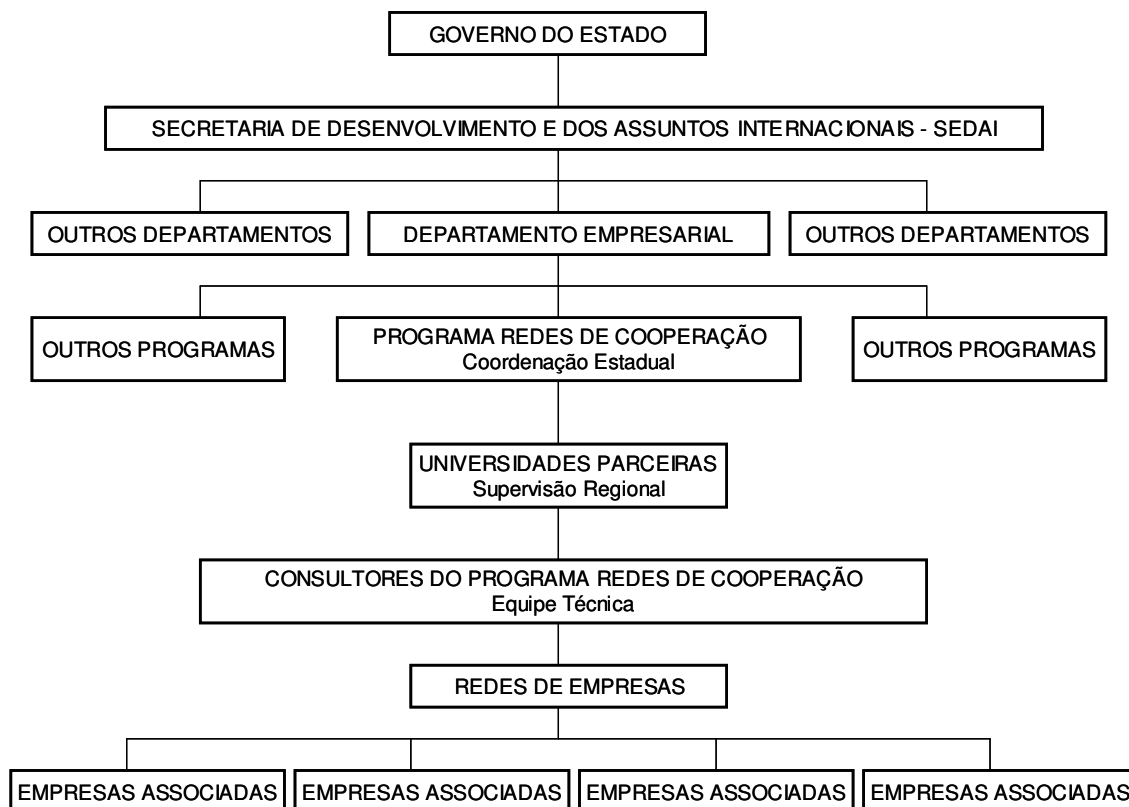 GOVERNO DO ESTADO
SECRETARIA DE DESENVOLVIMENTO E DOS ASSUNTOS INTERNACIONAIS - SEDAI
OUTROS DEPARTAMENTOS
DEPARTAMENTO EMPRESARIAL
OUTROS DEPARTAMENTOS
OUTROS PROGRAMAS
PROGRAMA REDES DE COOPERAÇÃO
Coordenação Estadual
OUTROS PROGRAMAS
UNIVERSIDADES PARCEIRAS
Supervisão Regional
CONSULTORES DO PROGRAMA REDES DE COOPERAÇÃO
Equipe Técnica
REDES DE EMPRESAS
EMPRESAS ASSOCIADAS
EMPRESAS ASSOCIADAS
EMPRESAS ASSOCIADAS
EMPRESAS ASSOCIADAS